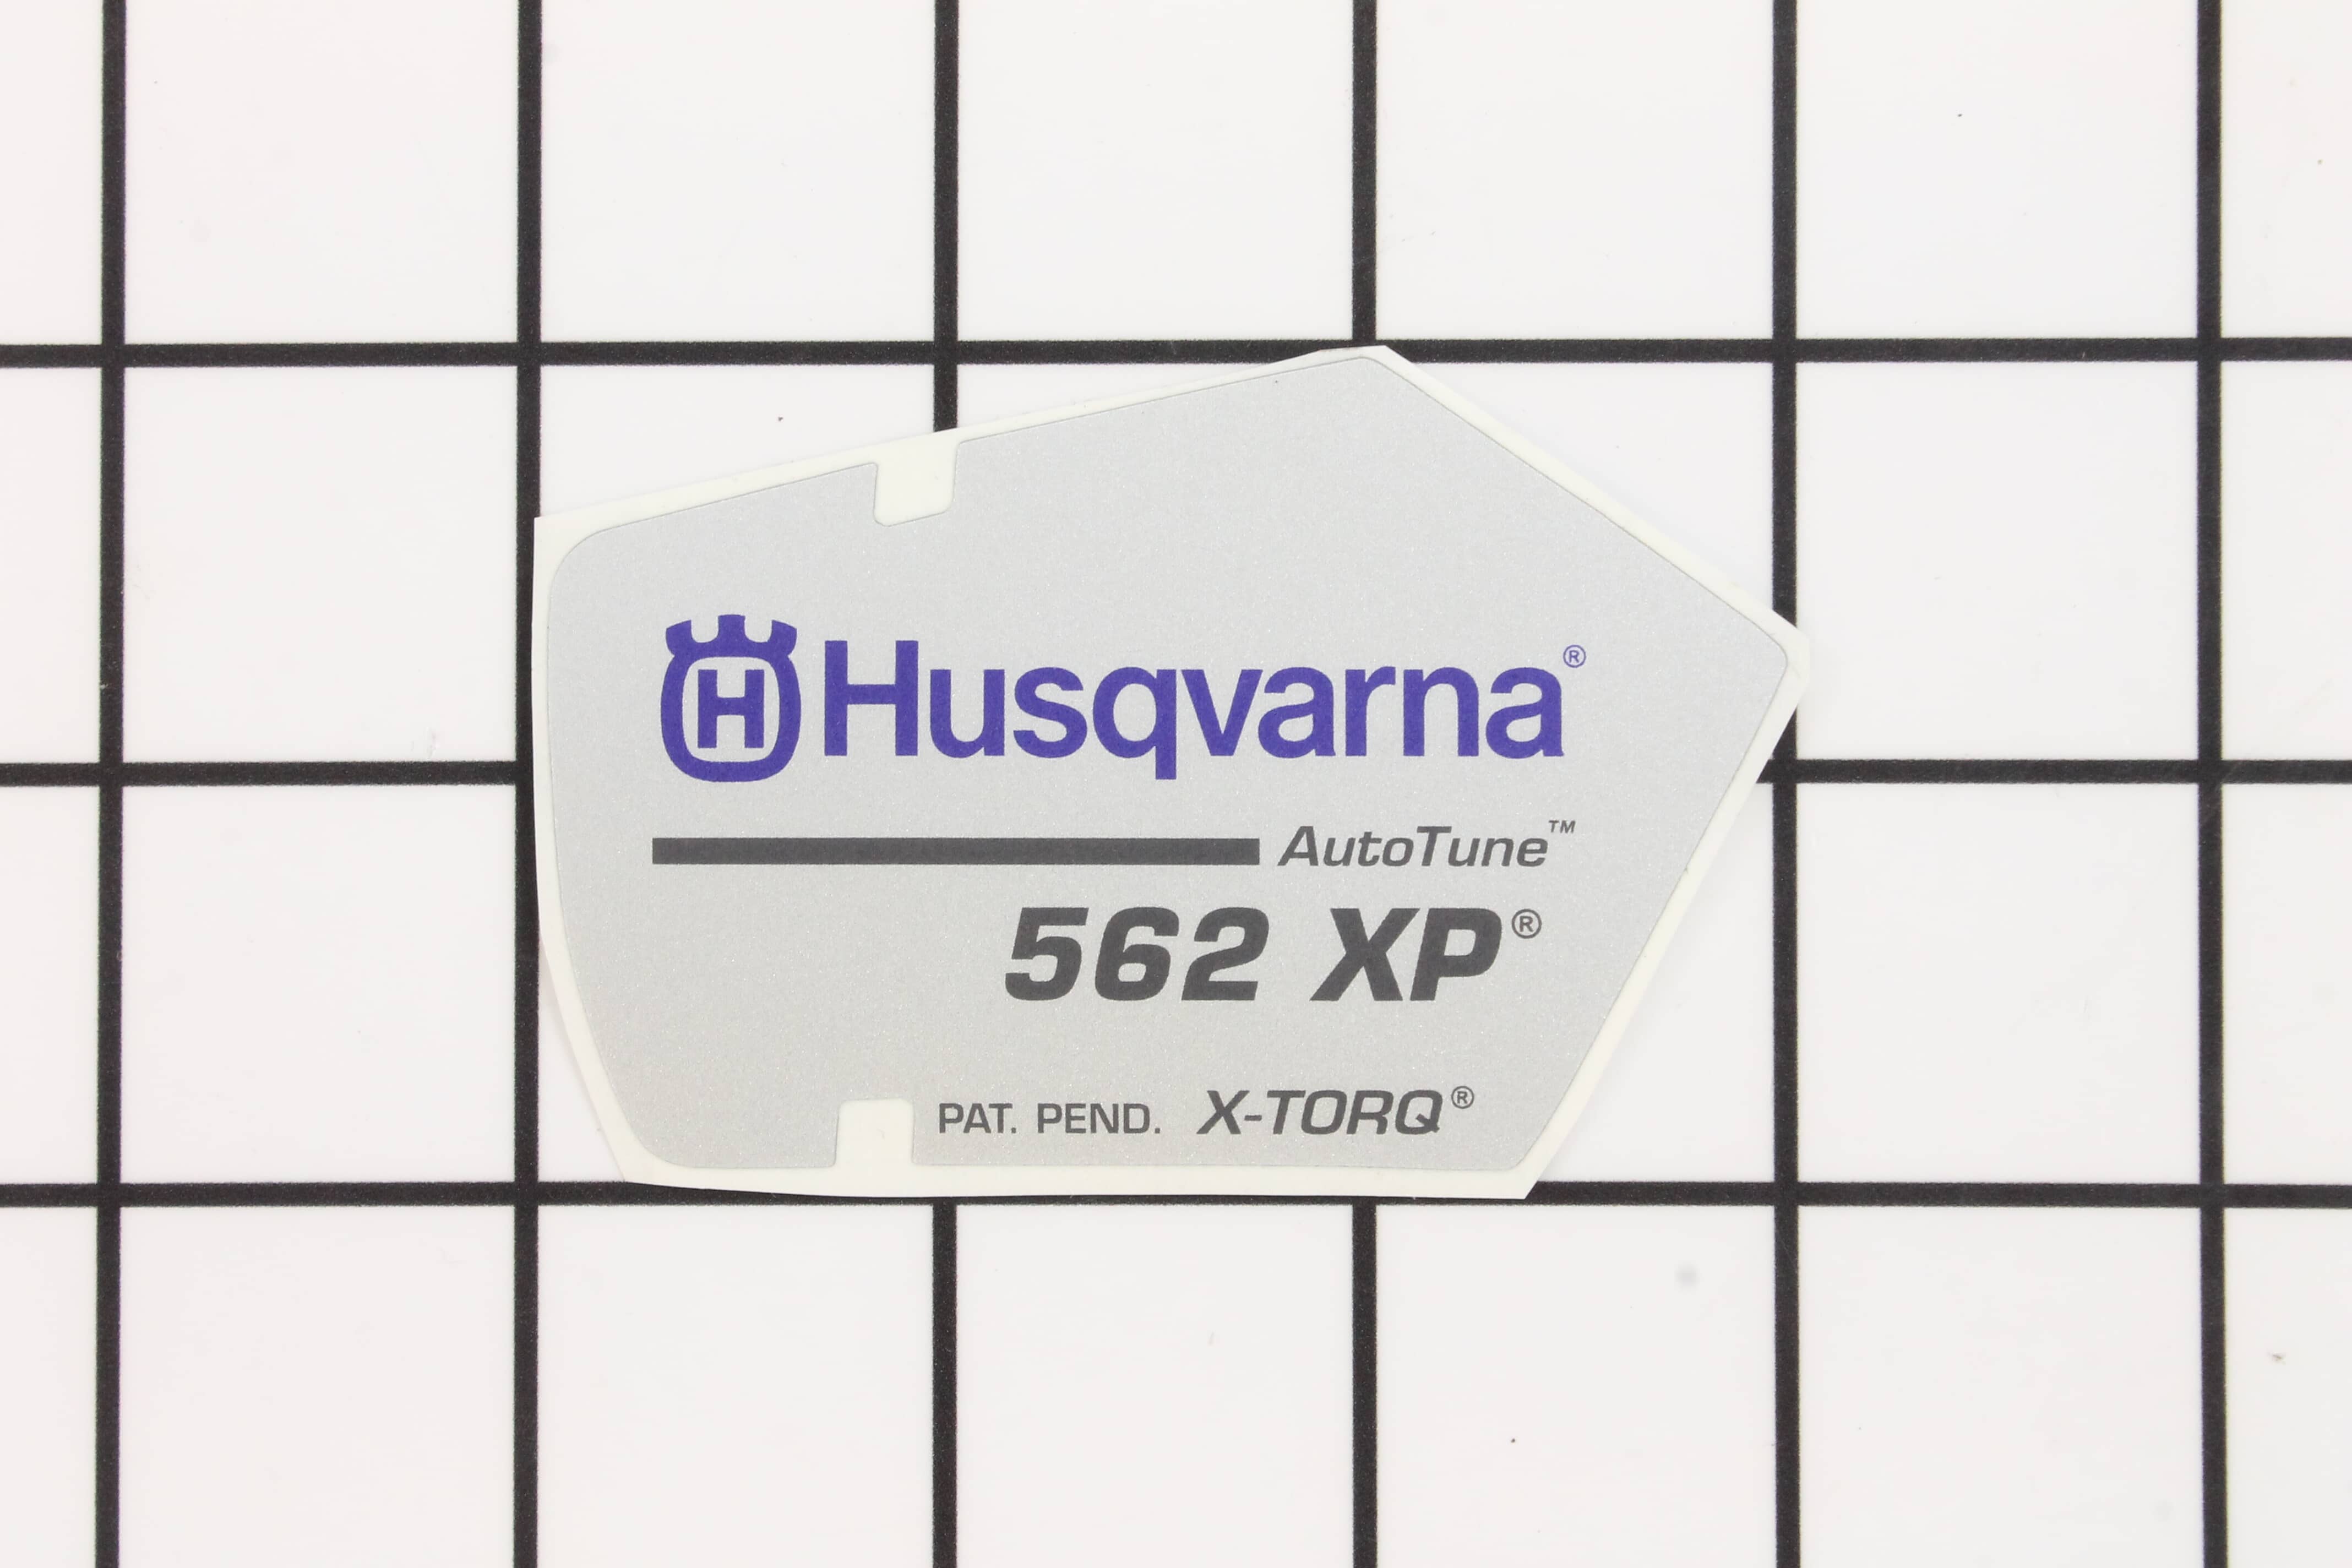 H Husqvarna®
AutoTune™
562 XP®
PAT. PEND. X-TORQ®